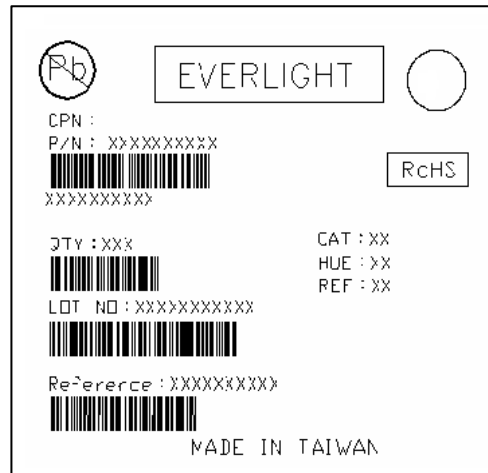 Pb
EVERLIGHT
CPN :
P/N : XXXXXXXXXX
RoHS
XXXXXXXXXX
QTY : XXX
CAT : XX
HUE : XX
REF : XX
LOT NO : XXXXXXXXXXX
Reference : XXXXXXXXXX
MADE IN TAIWAN